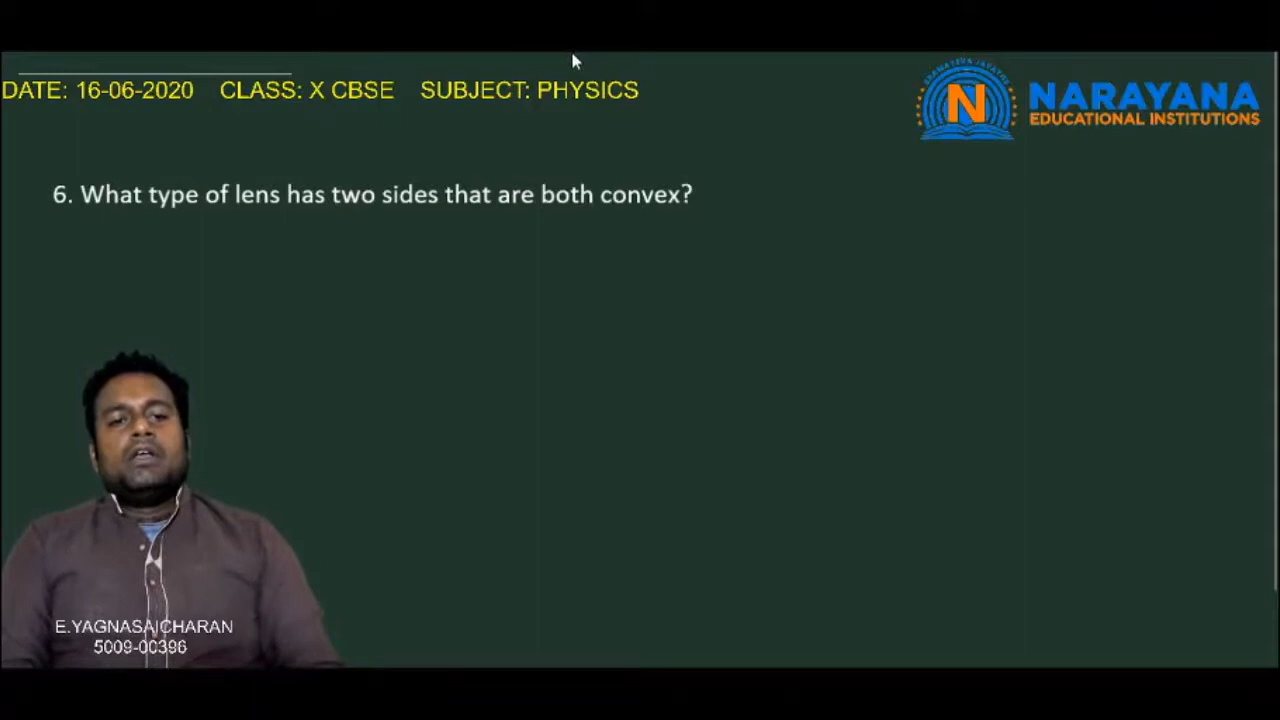 DATE: 16-06-2020 CLASS: X CBSE SUBJECT: PHYSICS
N
NARAYANA
EDUCATIONAL INSTITUTIONS
6. What type of lens has two sides that are both convex?
E.YAGNASAICHARAN
5009-00396